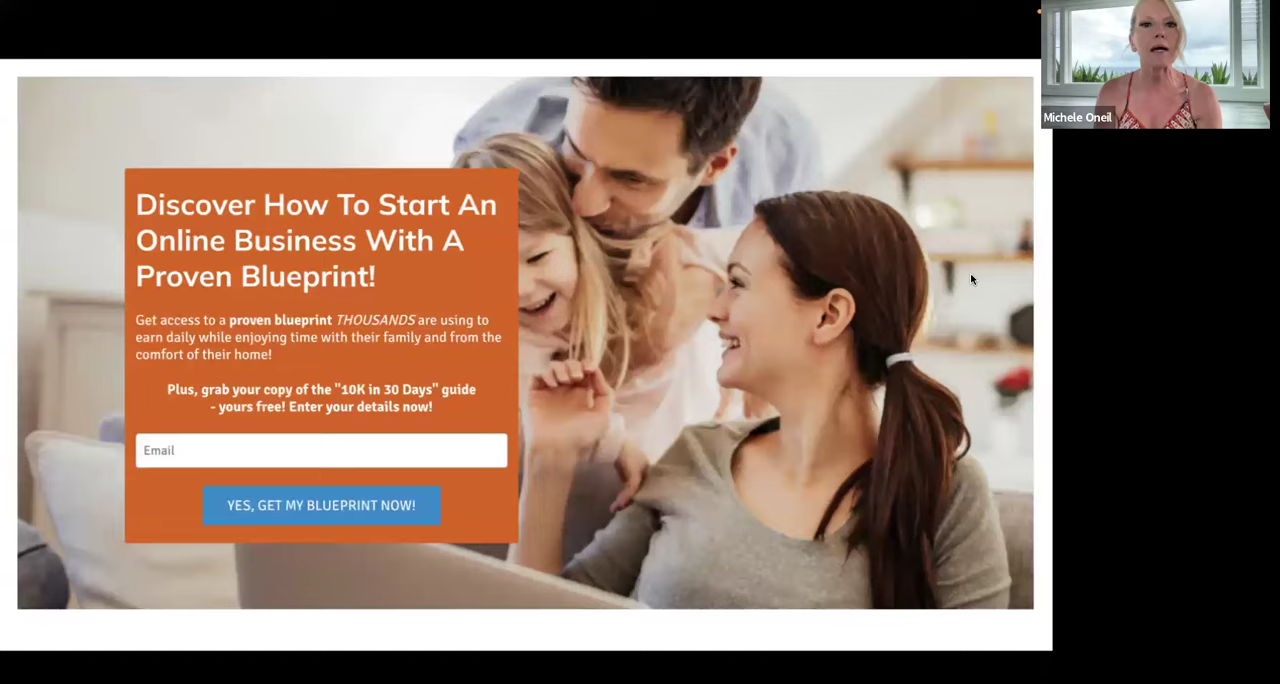 Michele Oneil
Discover How To Start An
Online Business With A
Proven Blueprint!
Get access to a proven blueprint THOUSANDS are using to
earn daily while enjoying time with their family and from the
comfort of their home!
Plus, grab your copy of the "10K in 30 Days" guide
- yours free! Enter your details now!
Email
YES, GET MY BLUEPRINT NOW!